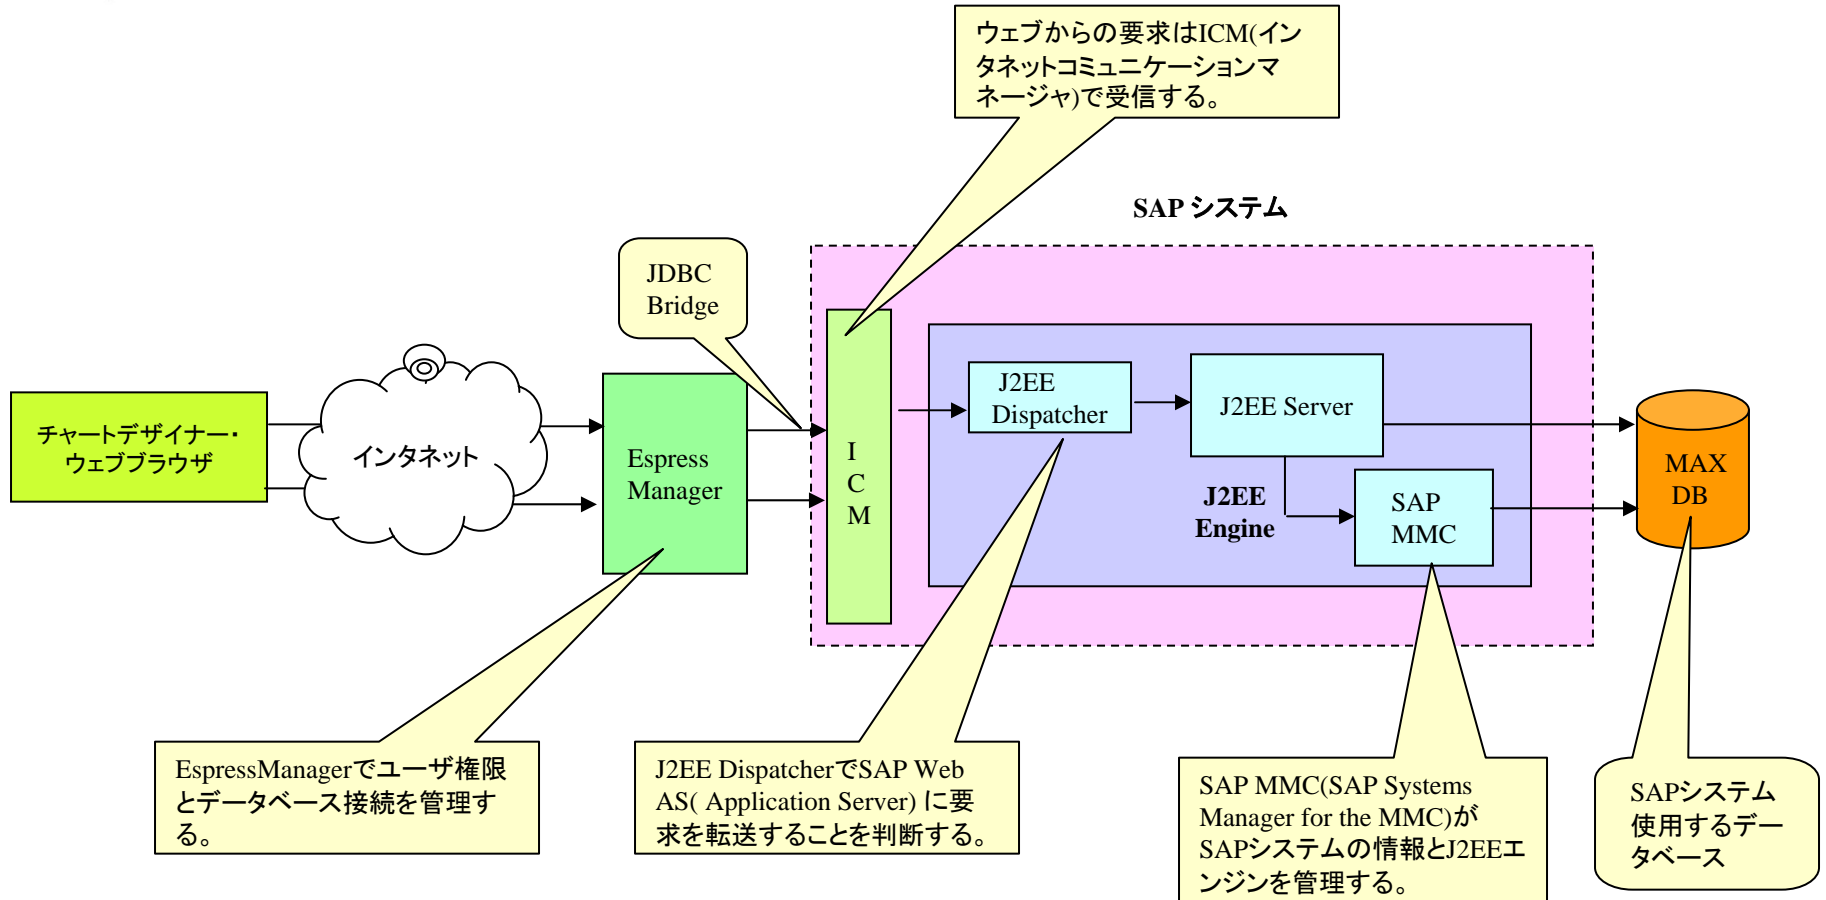 ウェブからの要求はICM(イン
タネットコミュニケーションマ
ネージャ)で受信する。
SAP システム
JDBC
Bridge
チャートデザイナー・
ウェブブラウザ
インタネット
Espress
Manager
I
C
M
J2EE
Dispatcher
J2EE Server
J2EE
Engine
SAP
MMC
MAX
DB
EspressManagerでユーザ権限
とデータベース接続を管理す
る。
J2EE DispatcherでSAP Web
AS( Application Server) に要
求を転送することを判断する。
SAP MMC(SAP Systems
Manager for the MMC)が
SAPシステムの情報とJ2EEエ
ンジンを管理する。
SAPシステム
使用するデー
タベース